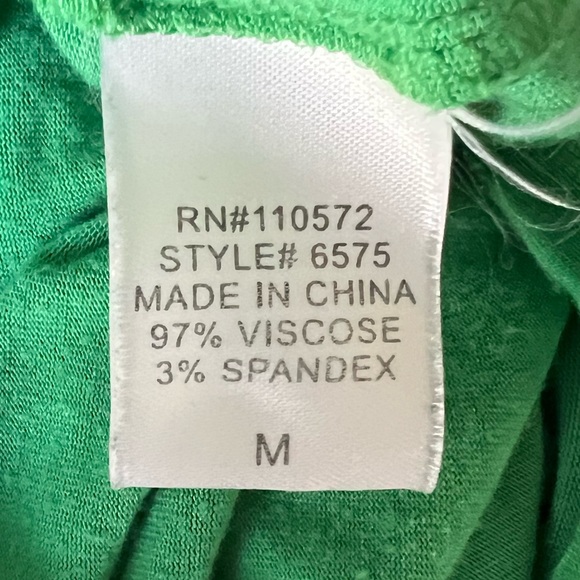 RN#110572
STYLE# 6575
MADE IN CHINA
97% VISCOSE
3% SPANDEX
M